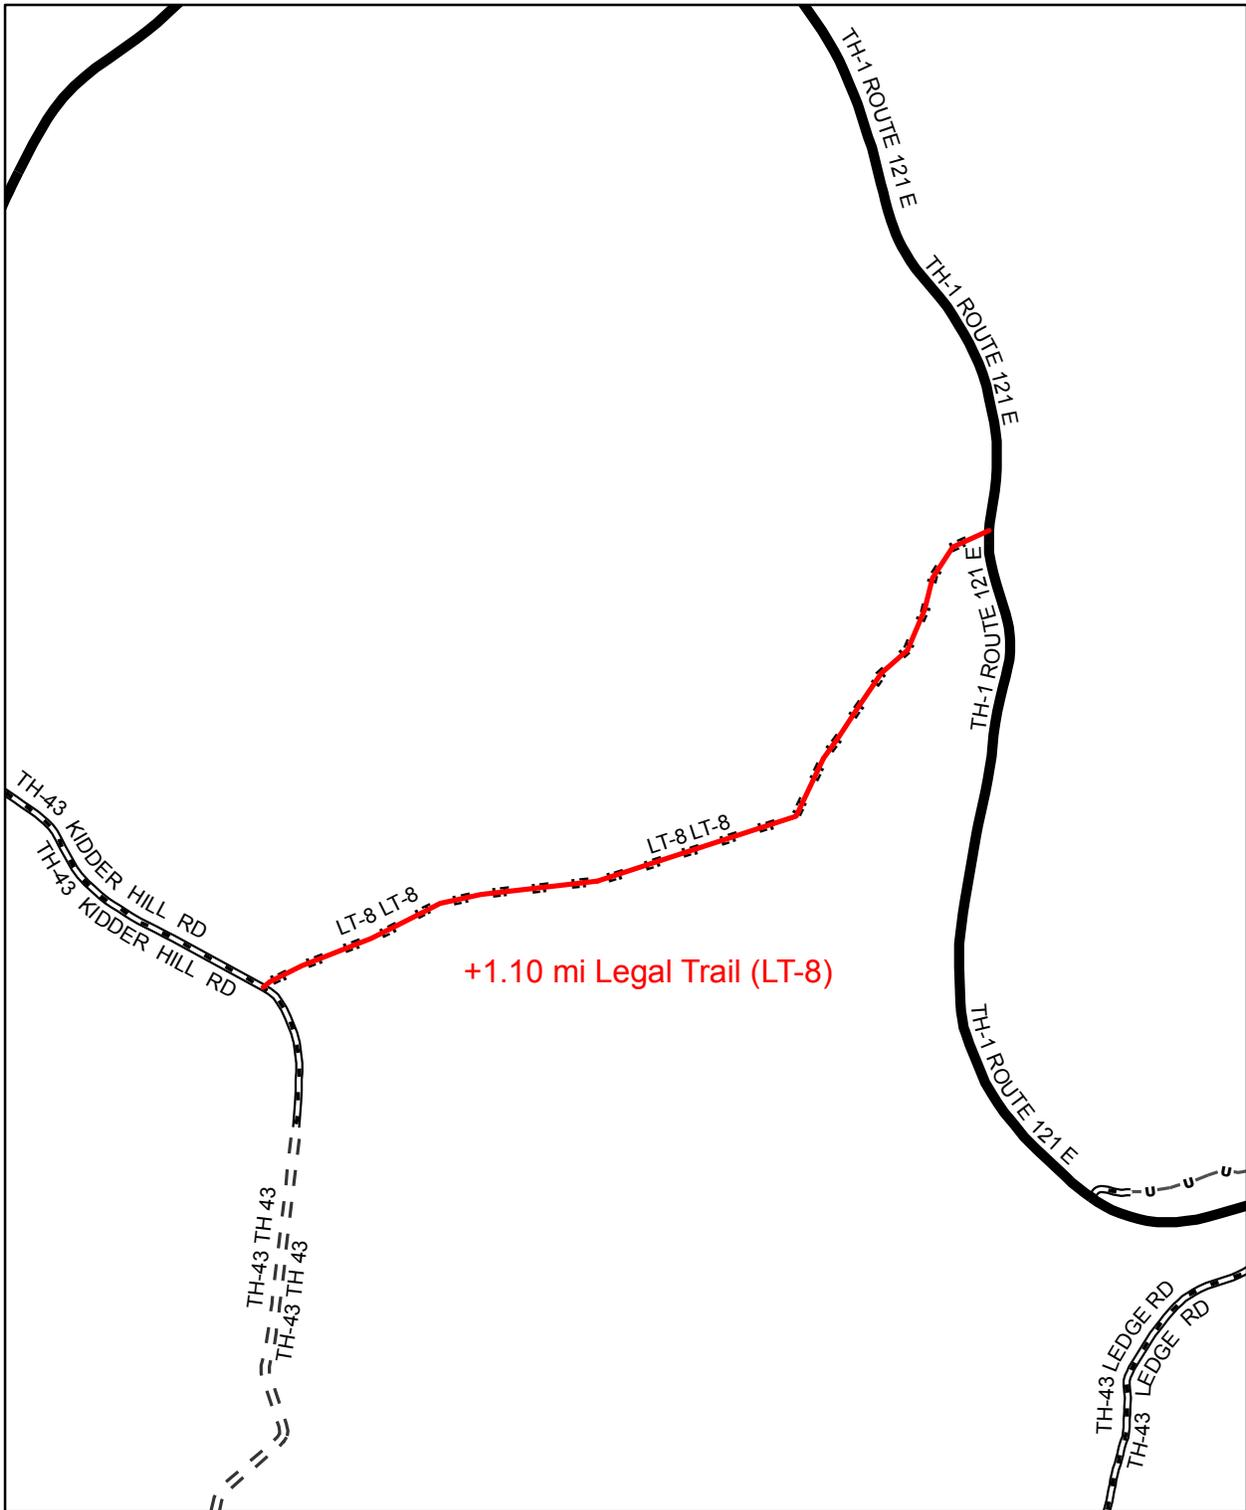 TH-1 ROUTE 121 E
TH-1 ROUTE 121 E
TH-1 ROUTE 121 E
TH-43 KIDDER HILL RD
TH-43 KIDDER HILL RD
LT-8 LT-8
LT-8 LT-8
+1.10 mi Legal Trail (LT-8)
TH-1 ROUTE 121 E
U U U
TH-43 TH 43
TH-43 TH 43
TH-43 LEDGE RD
TH-43 LEDGE RD